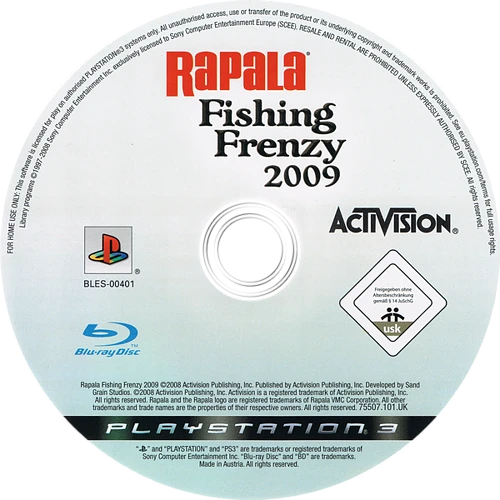 FOR HOME USE ONLY: This software is licensed for play on authorised PLAYSTATION®3 systems only. All unauthorised access, use or transfer of the product or its underlying copyright and trademark works is prohibited. See eu.playstation.com/terms for full usage rights.
Library programs ©1997-2008 Sony Computer Entertainment Inc. exclusively licensed to Sony Computer Entertainment Europe (SCEE). RESALE AND RENTAL ARE PROHIBITED UNLESS EXPRESSLY AUTHORISED BY SCEE. All rights reserved.
RAPALA®
Fishing
Frenzy
2009
ACTIVISION®
®
BLES-00401
Freigegeben ohne
Altersbeschränkung
gemäß § 14 JuSchG
usk
Blu-ray Disc
Rapala Fishing Frenzy 2009 ©2008 Activision Publishing, Inc. Published by Activision Publishing, Inc. Developed by Sand
Grain Studios. ©2008 Activision Publishing, Inc. Activision is a registered trademark of Activision Publishing, Inc.
All rights reserved. Rapala and the Rapala logo are registered trademarks of Rapala VMC Corporation. All other
trademarks and trade names are the properties of their respective owners. All rights reserved. 75507.101.UK
PLAYSTATION 3
" " and "PLAYSTATION" and "PS3" are trademarks or registered trademarks of
Sony Computer Entertainment Inc. "Blu-ray Disc" and "BD" are trademarks.
Made in Austria. All rights reserved.